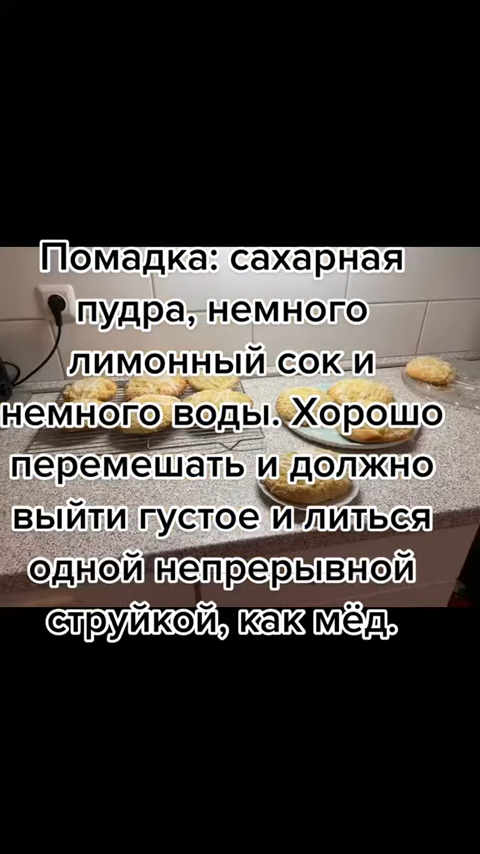 Помадка: сахарная
пудра, немного
лимонный сок и
немного воды. Хорошо
перемешать и должно
выйти густое и литься
одной непрерывной
струйкой, как мёд.